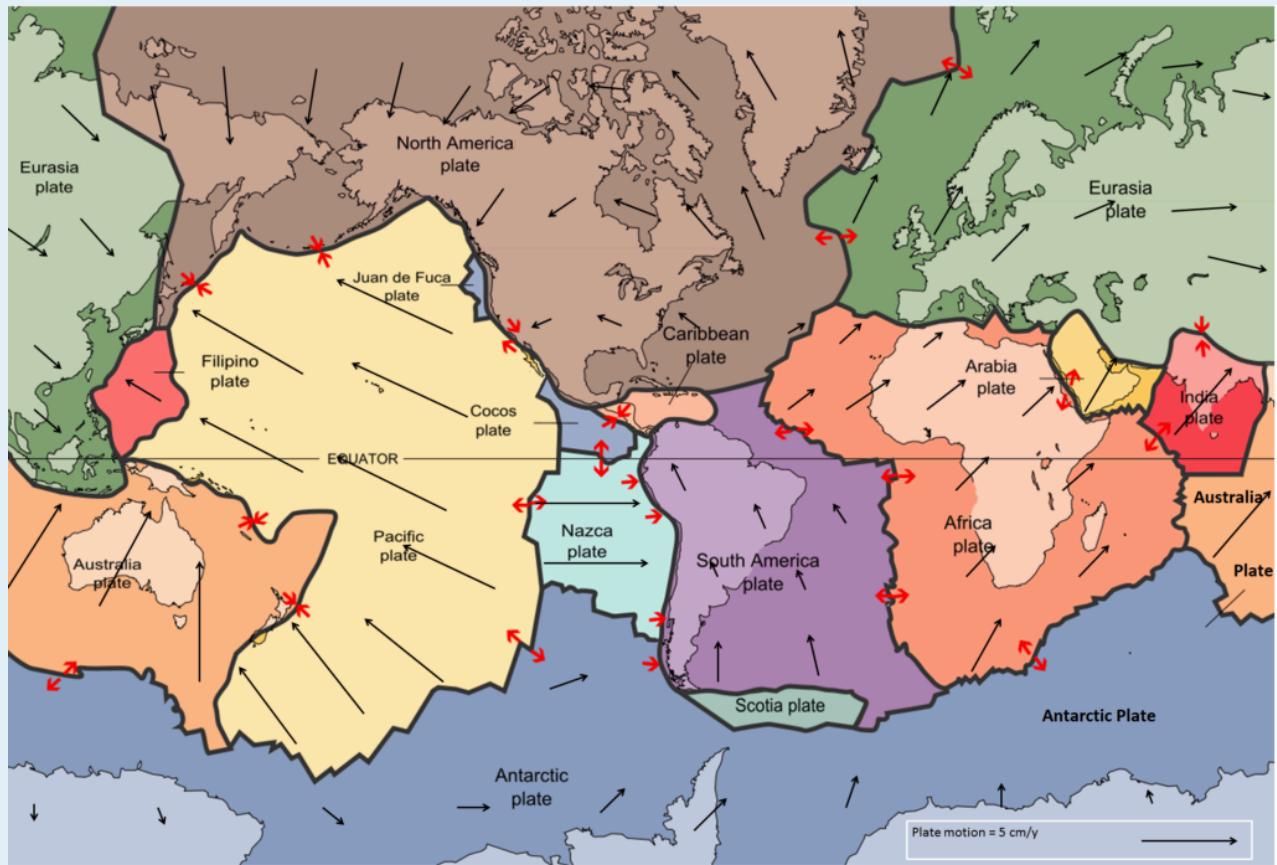 North America
plate
Eurasia
plate
Eurasia
plate
Juan de Fuca
plate
Caribbean
plate
Filipino
plate
Arabia
plate
Cocos
plate
India
plate
EQUATOR
Australia
Plate
Pacific
plate
Nazca
plate
Africa
plate
Australia
plate
South America
plate
Scotia plate
Antarctic Plate
Antarctic
plate
Plate motion = 5 cm/y